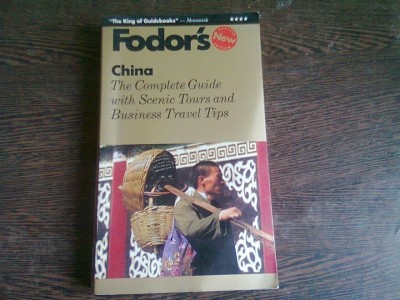 "The King of Guidebooks" — Newsweek
★★★★
Fodor's
New
China
The Complete Guide
with Scenic Tours and
Business Travel Tips